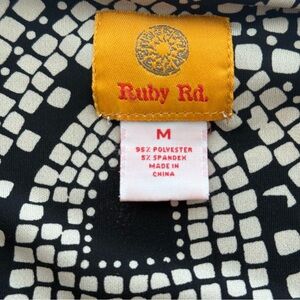 Ruby Rd.
M
95% POLYESTER
5% SPANDEX
MADE IN
CHINA